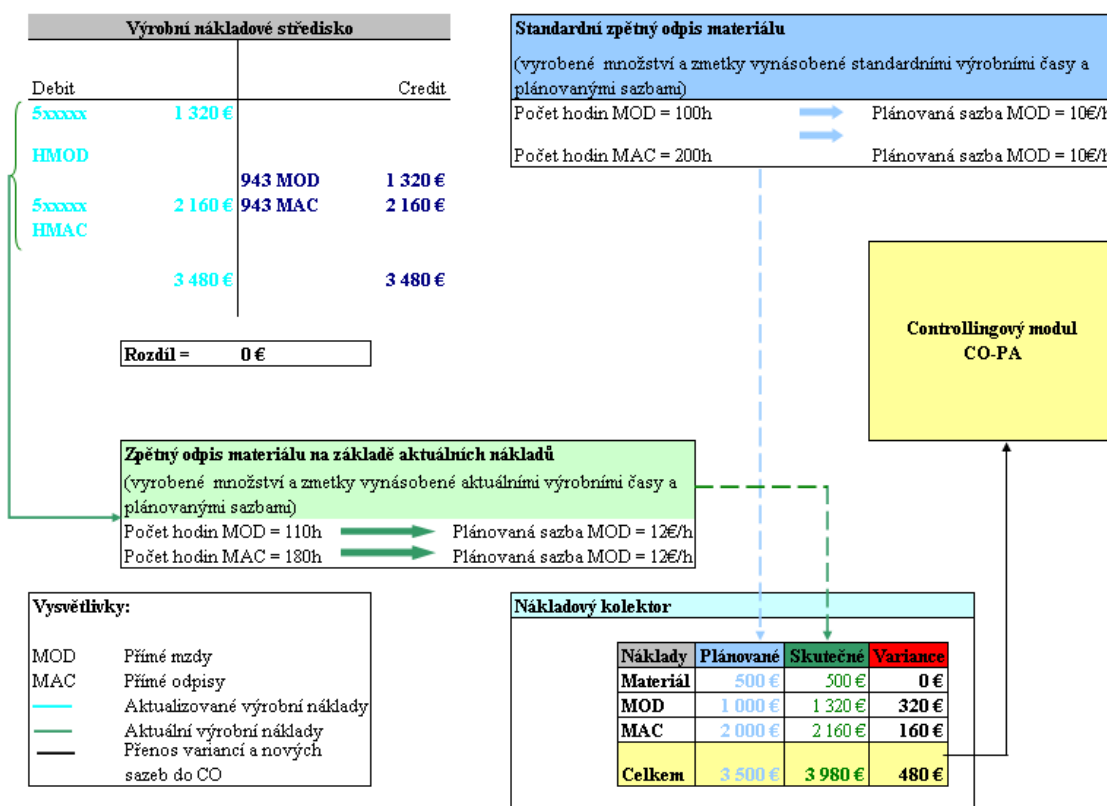 Výrobní nákladové středisko
Debit Credit
5xxxxx 1 320 €
HMOD
943 MOD 1 320 €
5xxxxx 2 160 € 943 MAC 2 160 €
HMAC
3 480 € 3 480 €
Rozdíl = 0 €
Standardní zpětný odpis materiálu
(vyrobené množství a zmetky vynásobené standardními výrobními časy a
plánovanými sazbami)
Počet hodin MOD = 100h Plánovaná sazba MOD = 10€/h
Počet hodin MAC = 200h Plánovaná sazba MOD = 10€/h
Controllingový modul
CO-PA
Zpětný odpis materiálu na základě aktuálních nákladů
(vyrobené množství a zmetky vynásobené aktuálními výrobními časy a
plánovanými sazbami)
Počet hodin MOD = 110h Plánovaná sazba MOD = 12€/h
Počet hodin MAC = 180h Plánovaná sazba MOD = 12€/h
Vysvětlivky:
MOD Přímé mzdy
MAC Přímé odpisy
Aktualizované výrobní náklady
Aktuální výrobní náklady
Přenos variancí a nových
sazeb do CO
Nákladový kolektor
Náklady Plánované Skutečné Variance
Materiál 500 € 500 € 0 €
MOD 1 000 € 1 320 € 320 €
MAC 2 000 € 2 160 € 160 €
Celkem 3 500 € 3 980 € 480 €